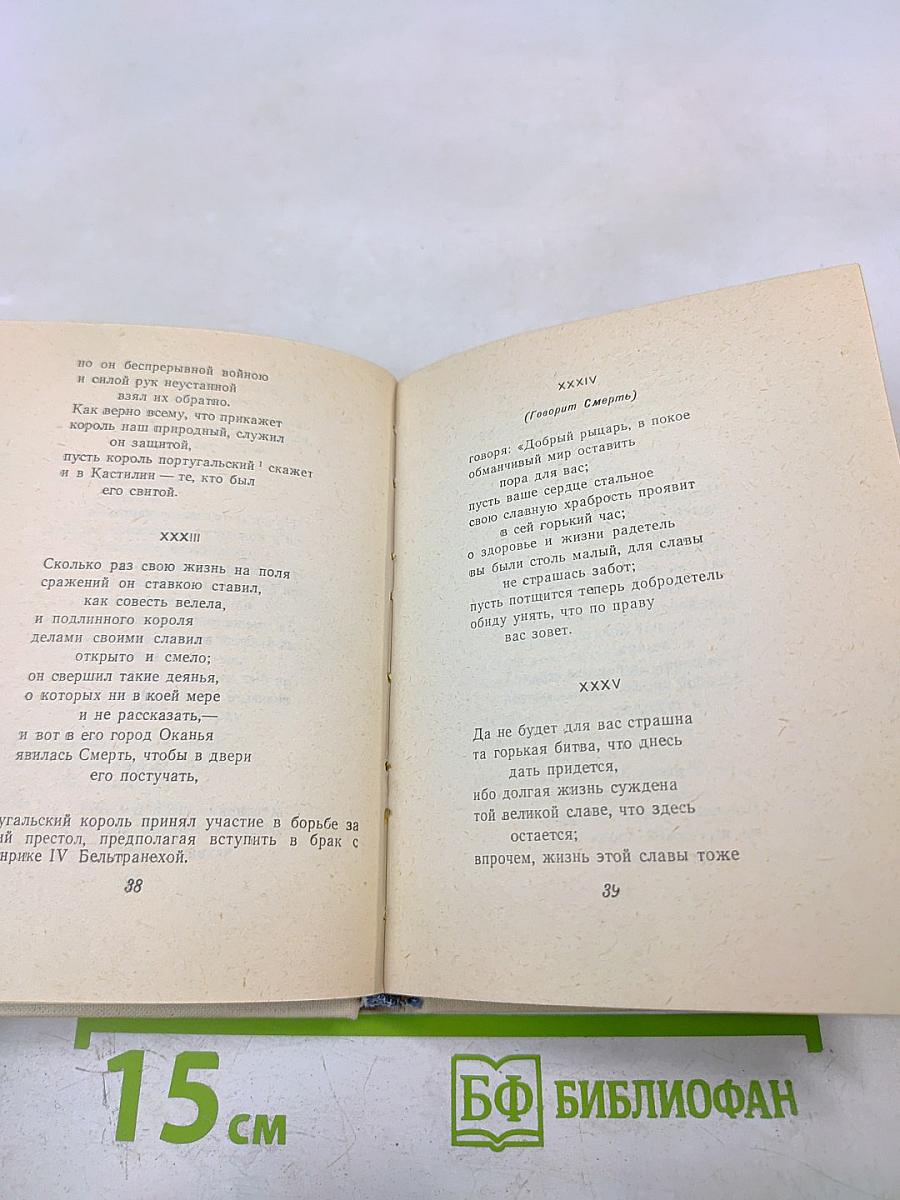 но он беспрерывной войною
и силой рук неустанной
взял их обратно.
Как верно всему, что прикажет
король наш природный, служил
он защитой,
пусть король португальский ¹ скажет
и в Кастилии — те, кто был
его свитой.
XXXIII
Сколько раз свою жизнь на поля
сражений он ставкою ставил,
как совесть велела,
и подлинного короля
делами своими славил
открыто и смело;
он свершил такие деянья,
о которых ни в коей мере
и не рассказать,—
и вот в его город Оканья
явилась Смерть, чтобы в двери
его постучать,
угальский король принял участие в борьбе за
ий престол, предполагая вступить в брак с
нрике IV Бельтранехой.
38
XXXIV
(Говорит Смерть)
говоря: «Добрый рыцарь, в покое
обманчивый мир оставить
пора для вас;
пусть ваше сердце стальное
свою славную храбрость проявит
в сей горький час;
о здоровье и жизни радетель
вы были столь малый, для славы
не страшась забот;
пусть потщится теперь добродетель
обиду унять, что по праву
вас зовет.
XXXV
Да не будет для вас страшна
та горькая битва, что днесь
дать придется,
ибо долгая жизнь суждена
той великой славе, что здесь
остается;
впрочем, жизнь этой славы тоже
39
15 см
БФ БИБЛИОФАН